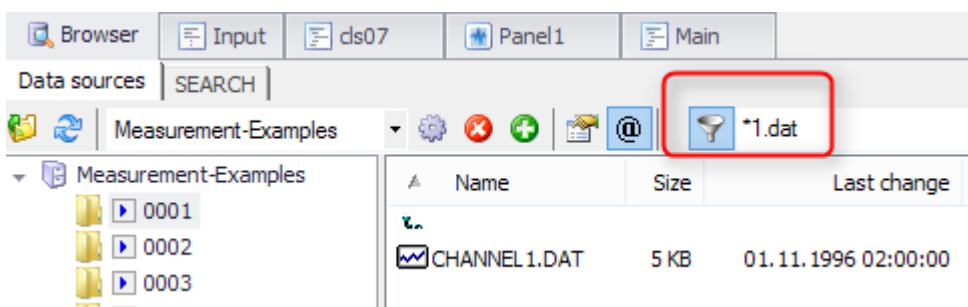 Browser Input cls07 Panel1 Main
Data sources SEARCH
Measurement-Examples @ *1.dat
Measurement-Examples Name Size Last change
0001
0002
CHANNEL1.DAT 5 KB 01.11.1996 02:00:00
0003